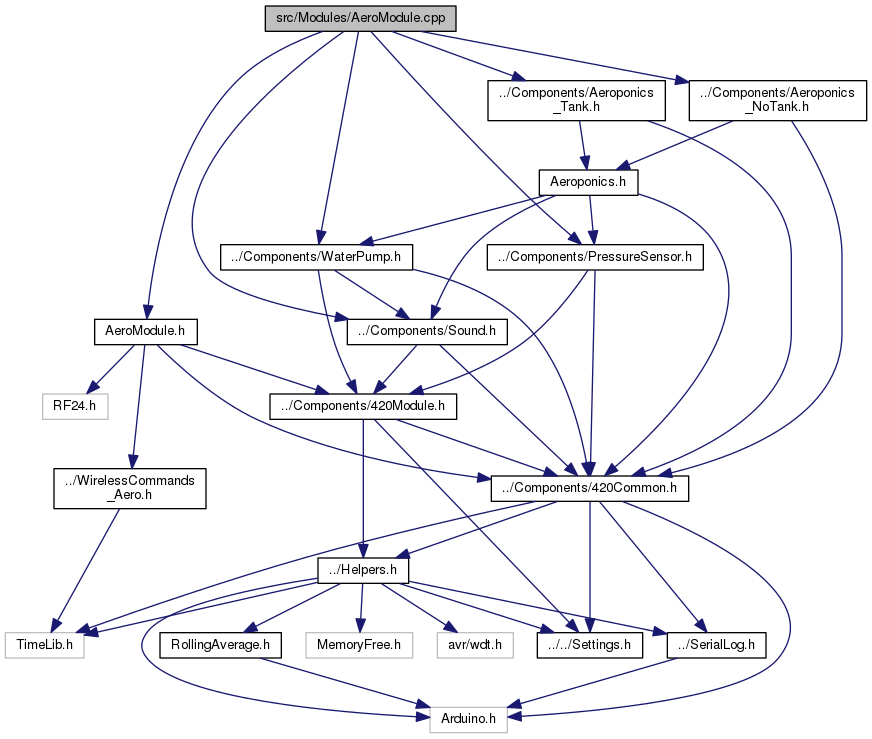 src/Modules/AeroModule.cpp
../Components/Aeroponics
_Tank.h
../Components/Aeroponics
_NoTank.h
Aeroponics.h
../Components/WaterPump.h
../Components/PressureSensor.h
AeroModule.h
../Components/Sound.h
RF24.h
../Components/420Module.h
../WirelessCommands
_Aero.h
../Components/420Common.h
../Helpers.h
TimeLib.h
RollingAverage.h
MemoryFree.h
avr/wdt.h
../../Settings.h
../SerialLog.h
Arduino.h